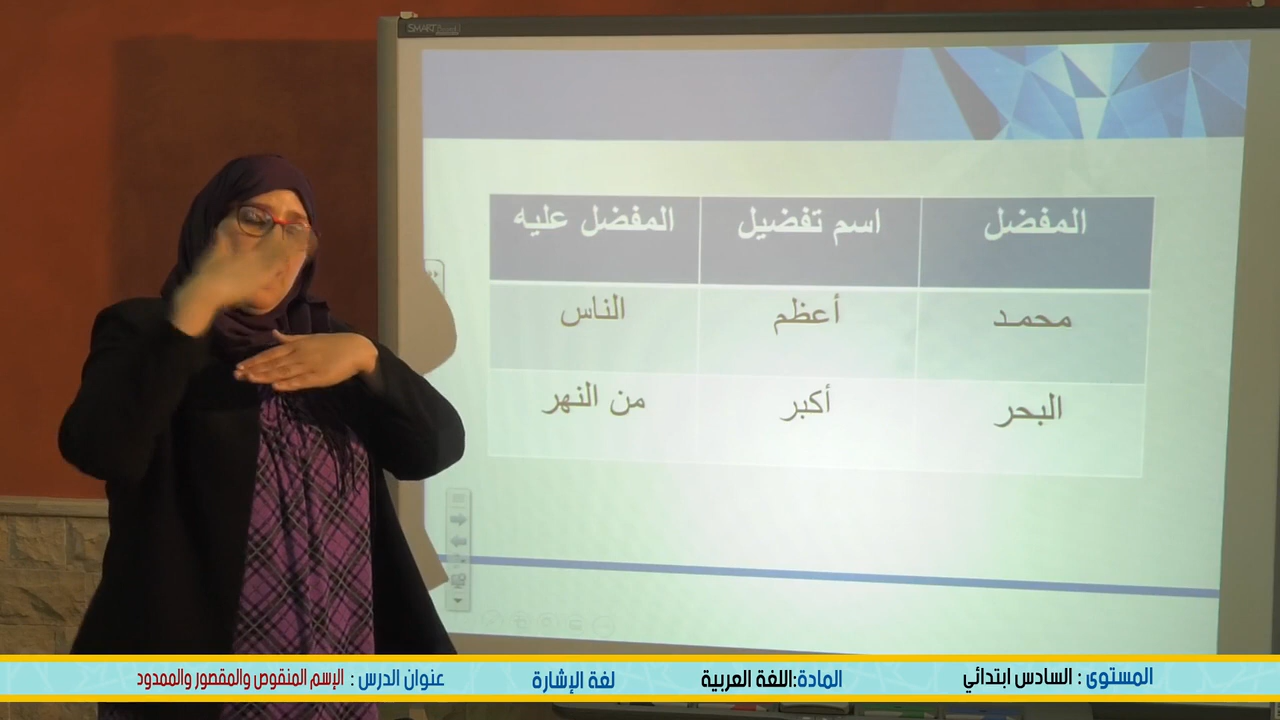 SMART
المفضل اسم تفضيل المفضل عليه
محمد أعظم الناس
البحر أكبر من النهر
المستوى : السادس ابتدائي المادة:اللغة العربية لغة الإشارة عنوان الدرس : الإسم المنقوص والمقصور والممدود